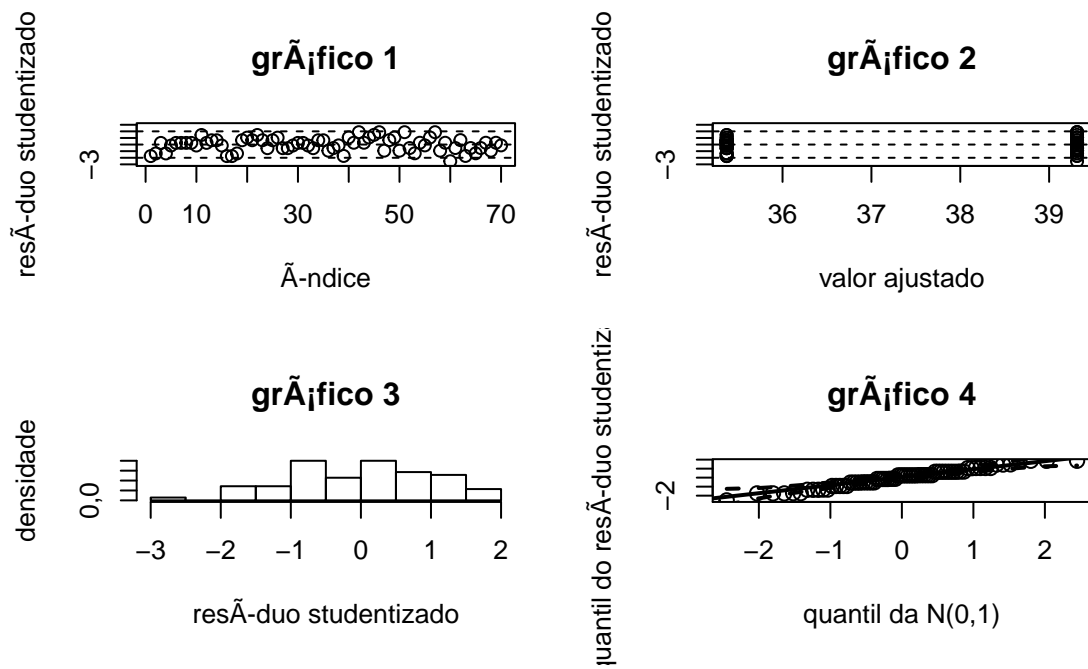 grÃ¡fico 1
resÃ-duo studentizado
−3
0 10 30 50 70
Ã-ndice
grÃ¡fico 2
resÃ-duo studentizado
−3
36 37 38 39
valor ajustado
grÃ¡fico 3
densidade
0,0
−3 −2 −1 0 1 2
resÃ-duo studentizado
grÃ¡fico 4
quantil do resÃ-duo studentiz
−2
−2 −1 0 1 2
quantil da N(0,1)